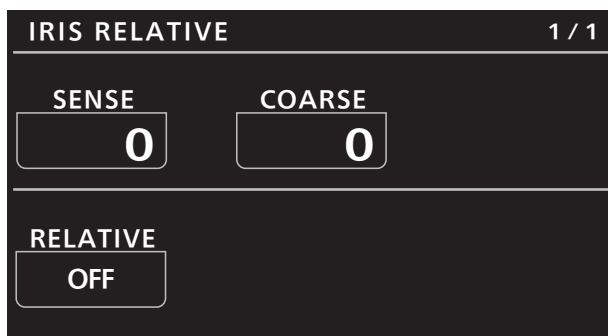 IRIS RELATIVE 1 / 1
SENSE COARSE
0 0
RELATIVE
OFF